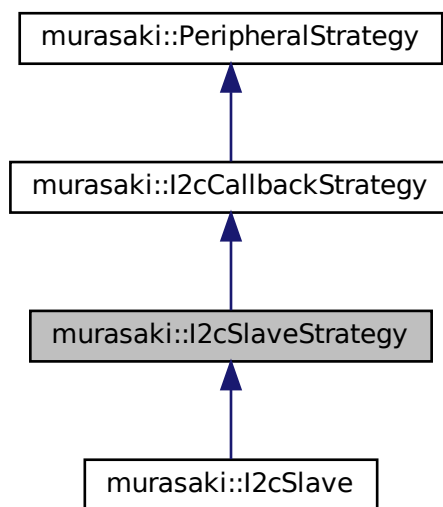 murasaki::PeripheralStrategy
murasaki::I2cCallbackStrategy
murasaki::I2cSlaveStrategy
murasaki::I2cSlave